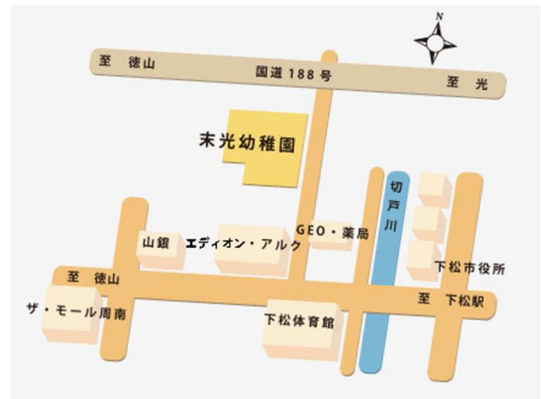 N
至 徳山
国道188号
至 光
末光幼稚園
切戸川
GEO・薬局
山銀
エディオン・アルク
下松市役所
至 徳山
至 下松駅
ザ・モール周南
下松体育館